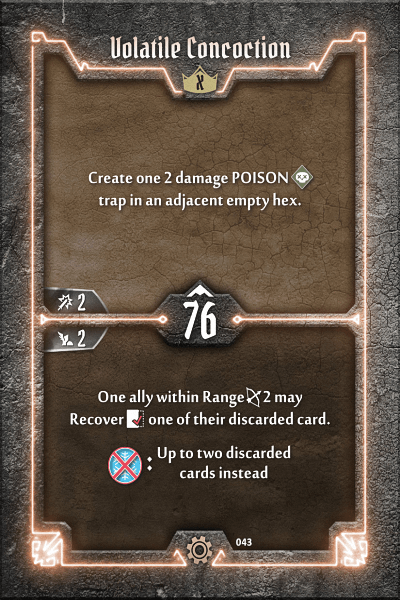 Volatile Concoction
X
Create one 2 damage POISON
trap in an adjacent empty hex.
2
76
2
One ally within Range 2 may
Recover one of their discarded card.
: Up to two discarded
cards instead
043